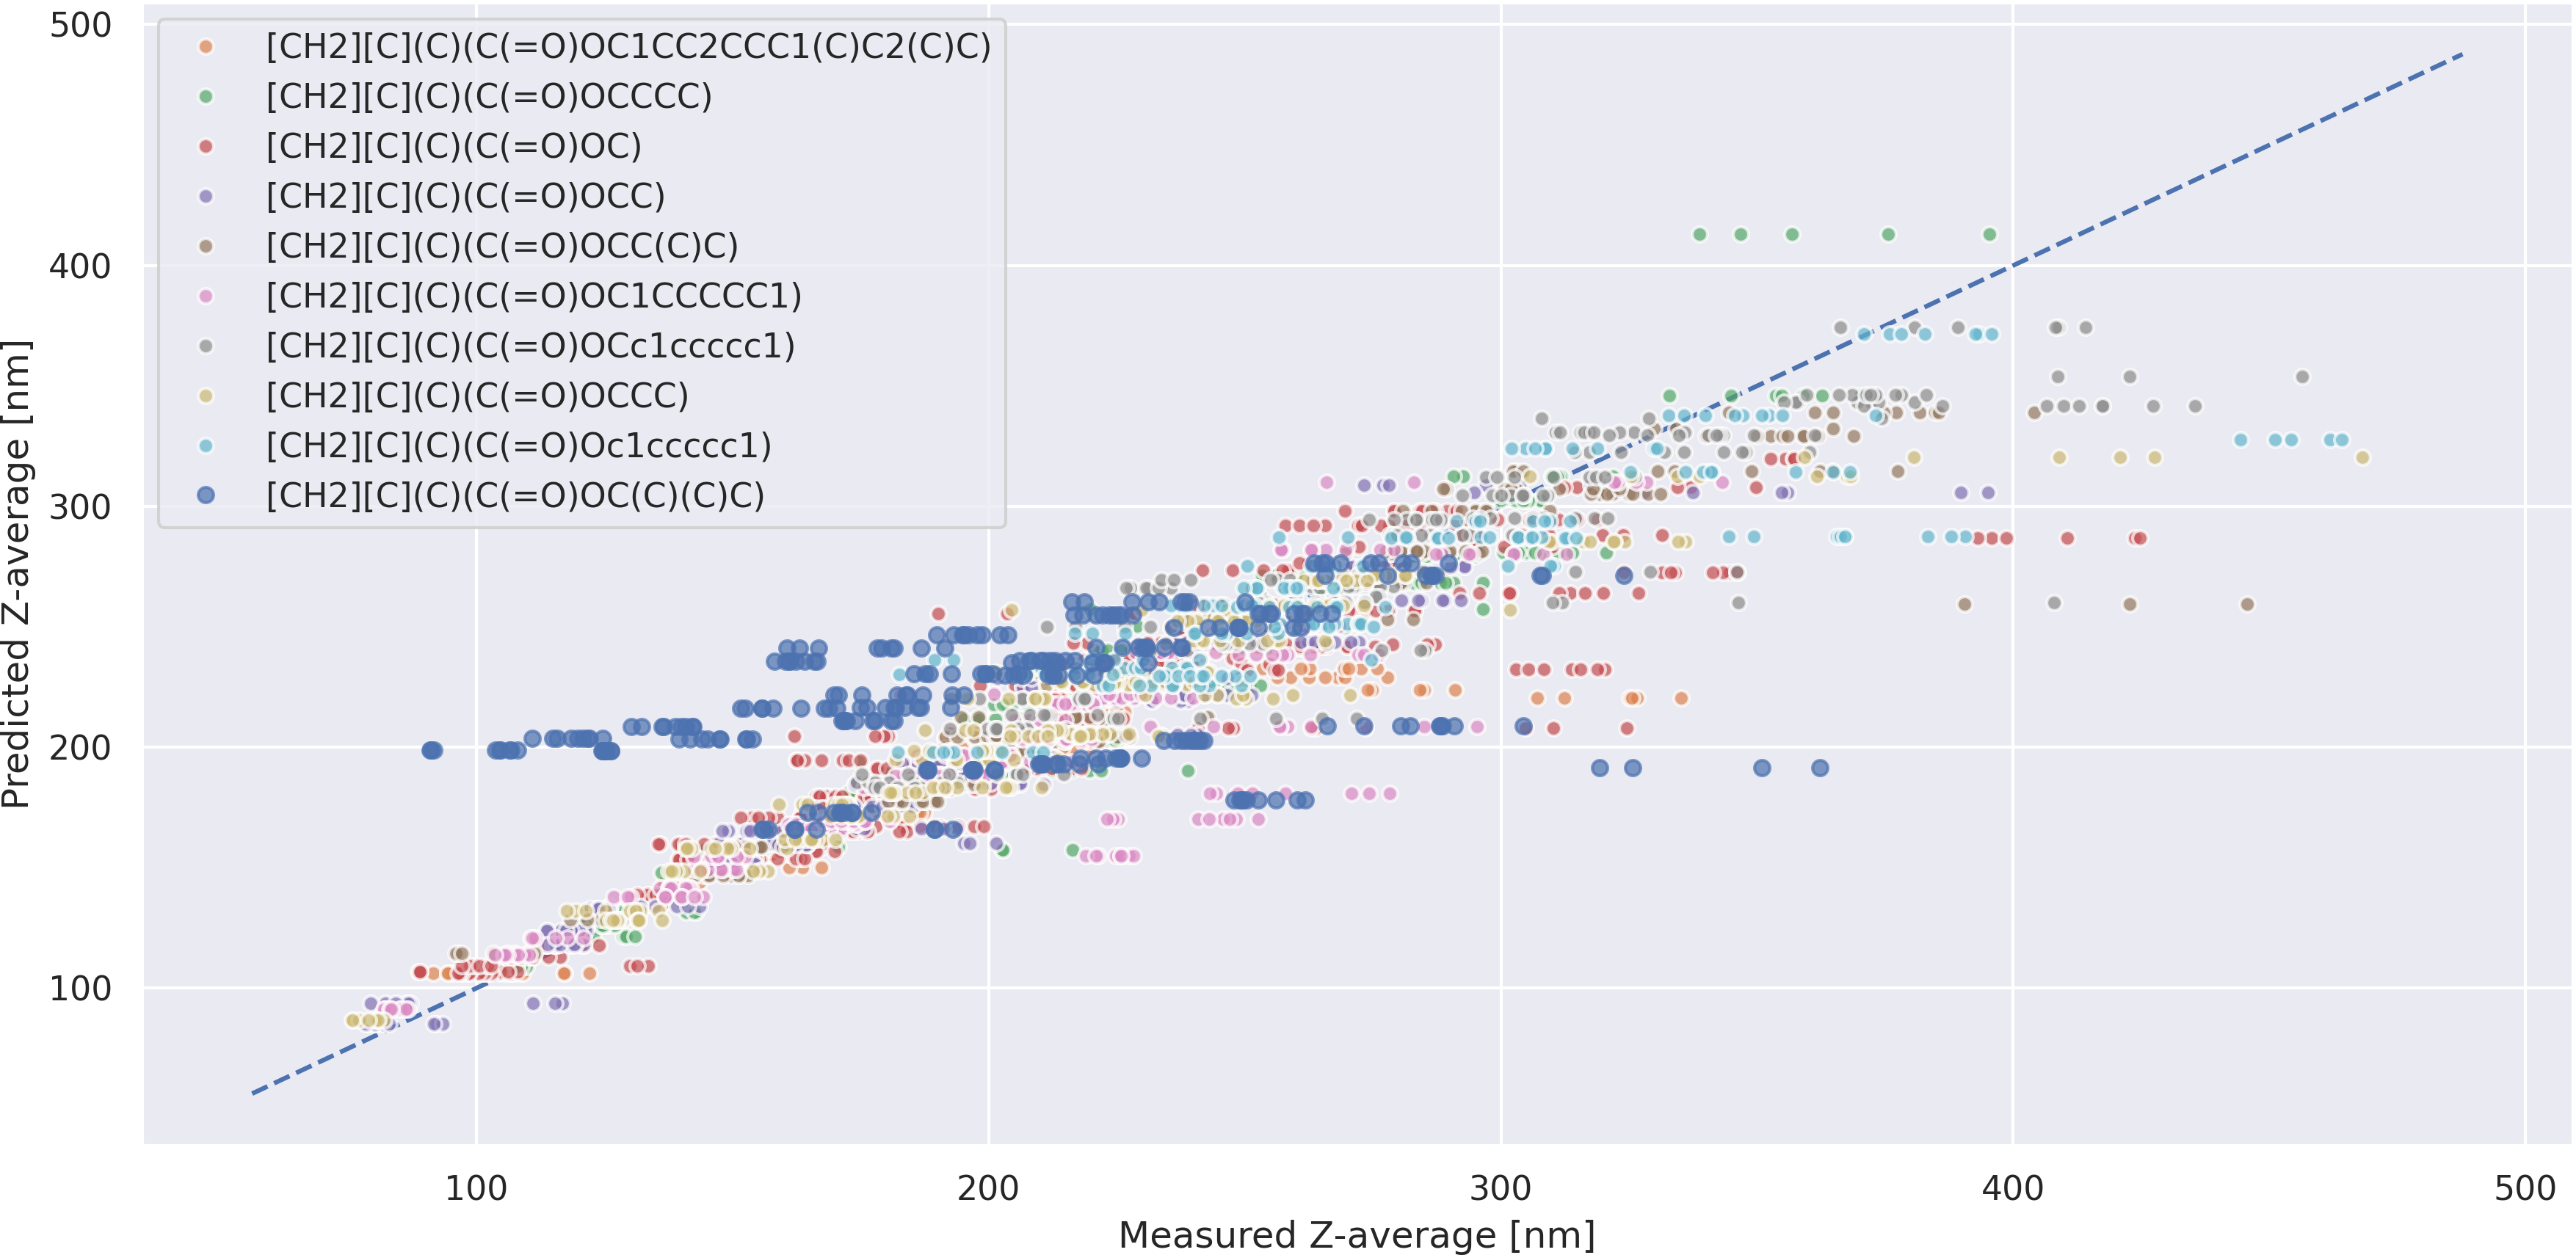 500
400
300
200
100
Predicted Z-average [nm]
[CH2][C](C)(C(=O)OC1CC2CCC1(C)C2(C)C)
[CH2][C](C)(C(=O)OCCCC)
[CH2][C](C)(C(=O)OC)
[CH2][C](C)(C(=O)OCC)
[CH2][C](C)(C(=O)OCC(C)C)
[CH2][C](C)(C(=O)OC1CCCCC1)
[CH2][C](C)(C(=O)OCc1ccccc1)
[CH2][C](C)(C(=O)OCCC)
[CH2][C](C)(C(=O)Oc1ccccc1)
[CH2][C](C)(C(=O)OC(C)(C)C)
100 200 300 400 500
Measured Z-average [nm]